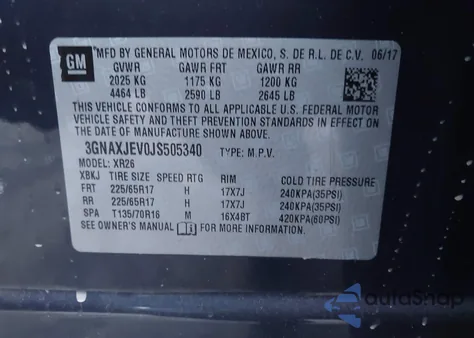 GM
MFD BY GENERAL MOTORS DE MEXICO, S. DE R.L. DE C.V. 06/17
GVWR GAWR FRT GAWR RR
2025 KG 1175 KG 1200 KG
4464 LB 2590 LB 2645 LB
THIS VEHICLE CONFORMS TO ALL APPLICABLE U.S. FEDERAL MOTOR
VEHICLE SAFETY AND THEFT PREVENTION STANDARDS IN EFFECT
ON THE DATE OF MANUFACTURE SHOWN ABOVE.
3GNAXJEV0JS505340 TYPE: M.P.V.
MODEL: XR26
XBKJ TIRE SIZE SPEED RTG RIM COLD TIRE PRESSURE
FRT 225/65R17 H 17X7J 240KPA(35PSI)
RR 225/65R17 H 17X7J 240KPA(35PSI)
SPA T135/70R16 M 16X4BT 420KPA(60PSI)
SEE OWNER'S MANUAL FOR MORE INFORMATION.
AutoSnap